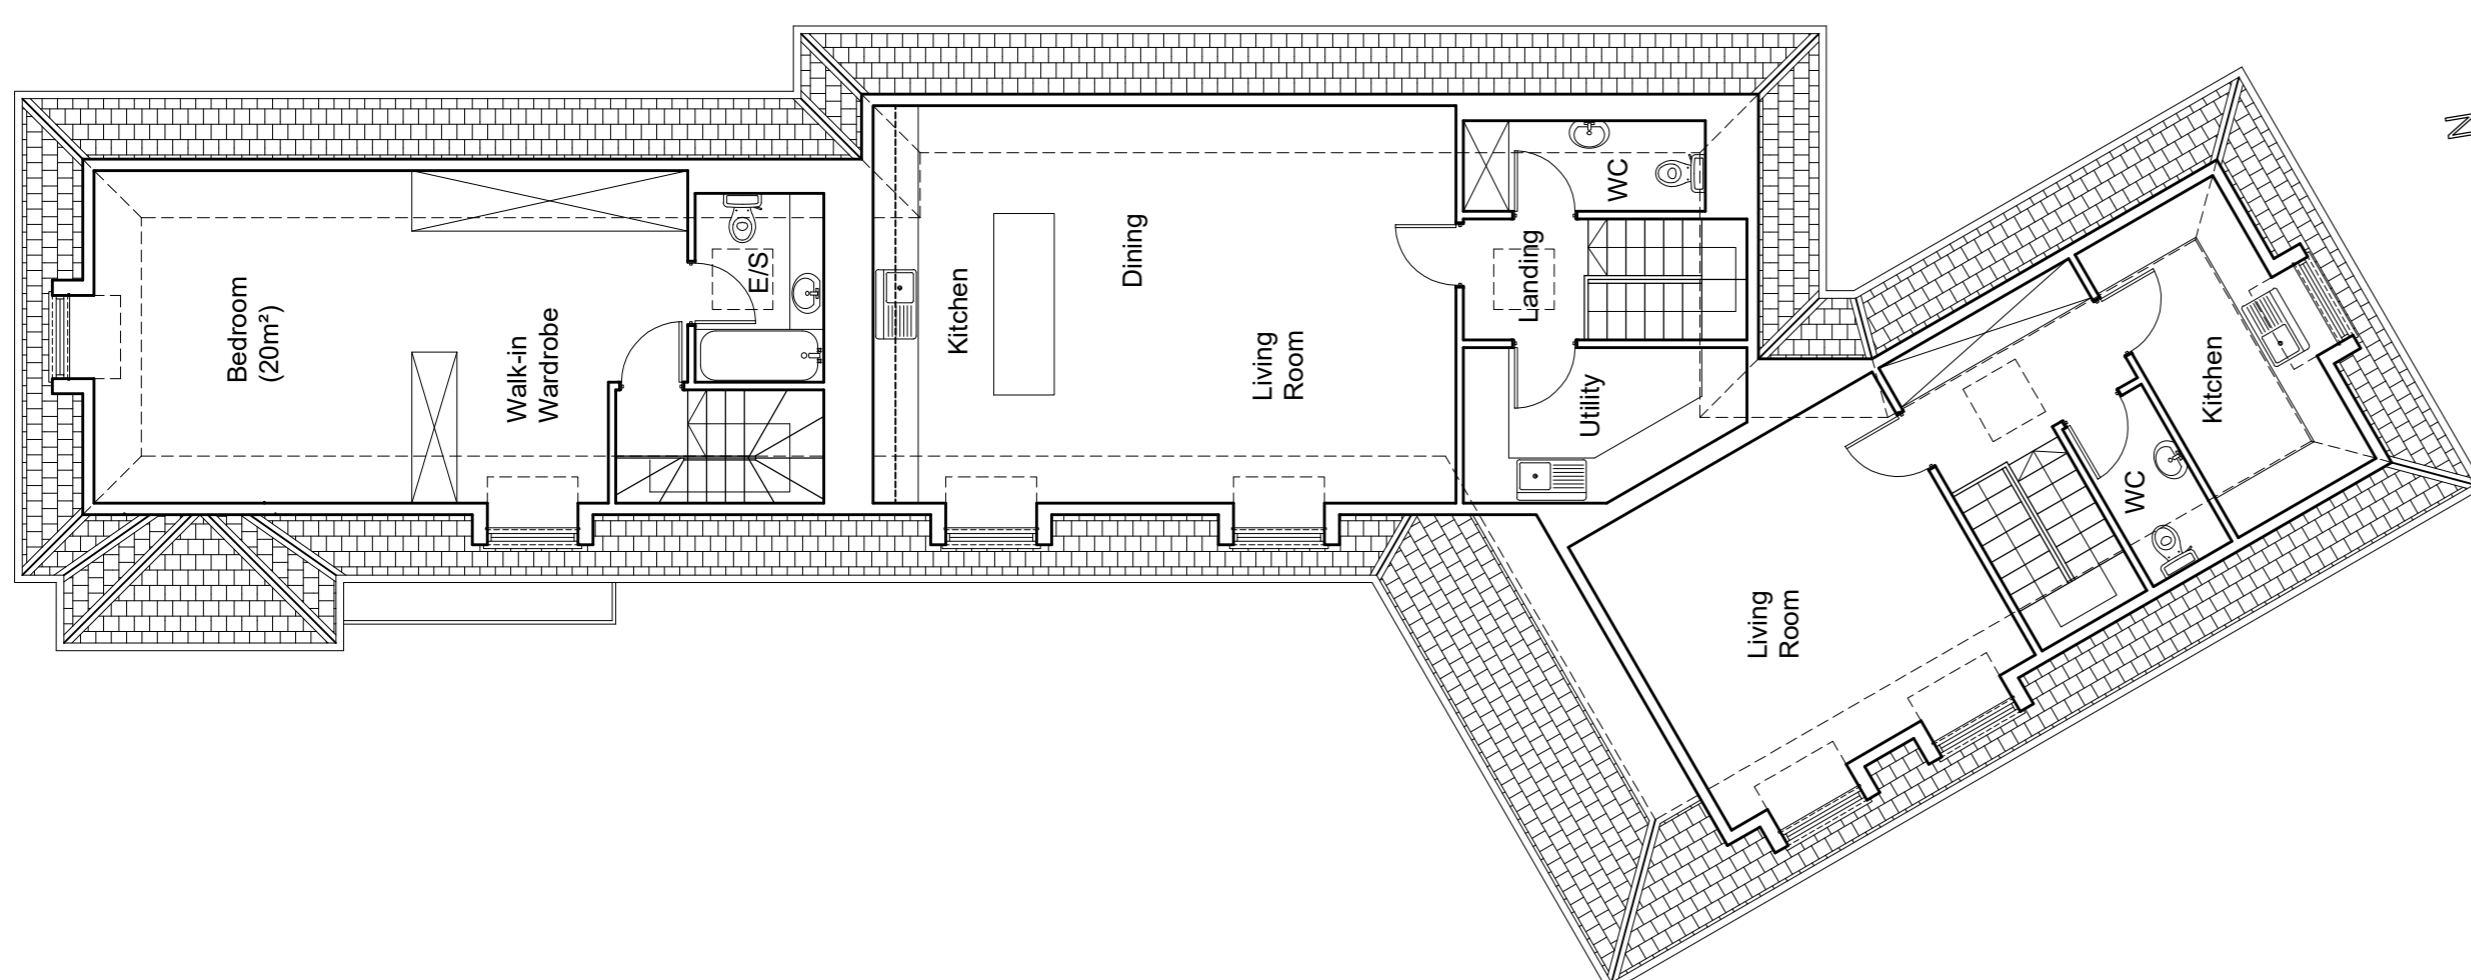 Bedroom
(20m²)
Walk-in
Wardrobe
E/S
Kitchen
Dining
Living
Room
Landing
WC
Utility
Living
Room
WC
Kitchen
N